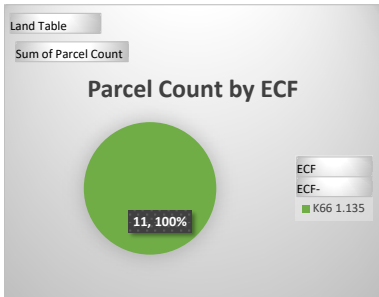 Land Table
Sum of Parcel Count
Parcel Count by ECF
11, 100%
ECF
ECF-
K66 1.135